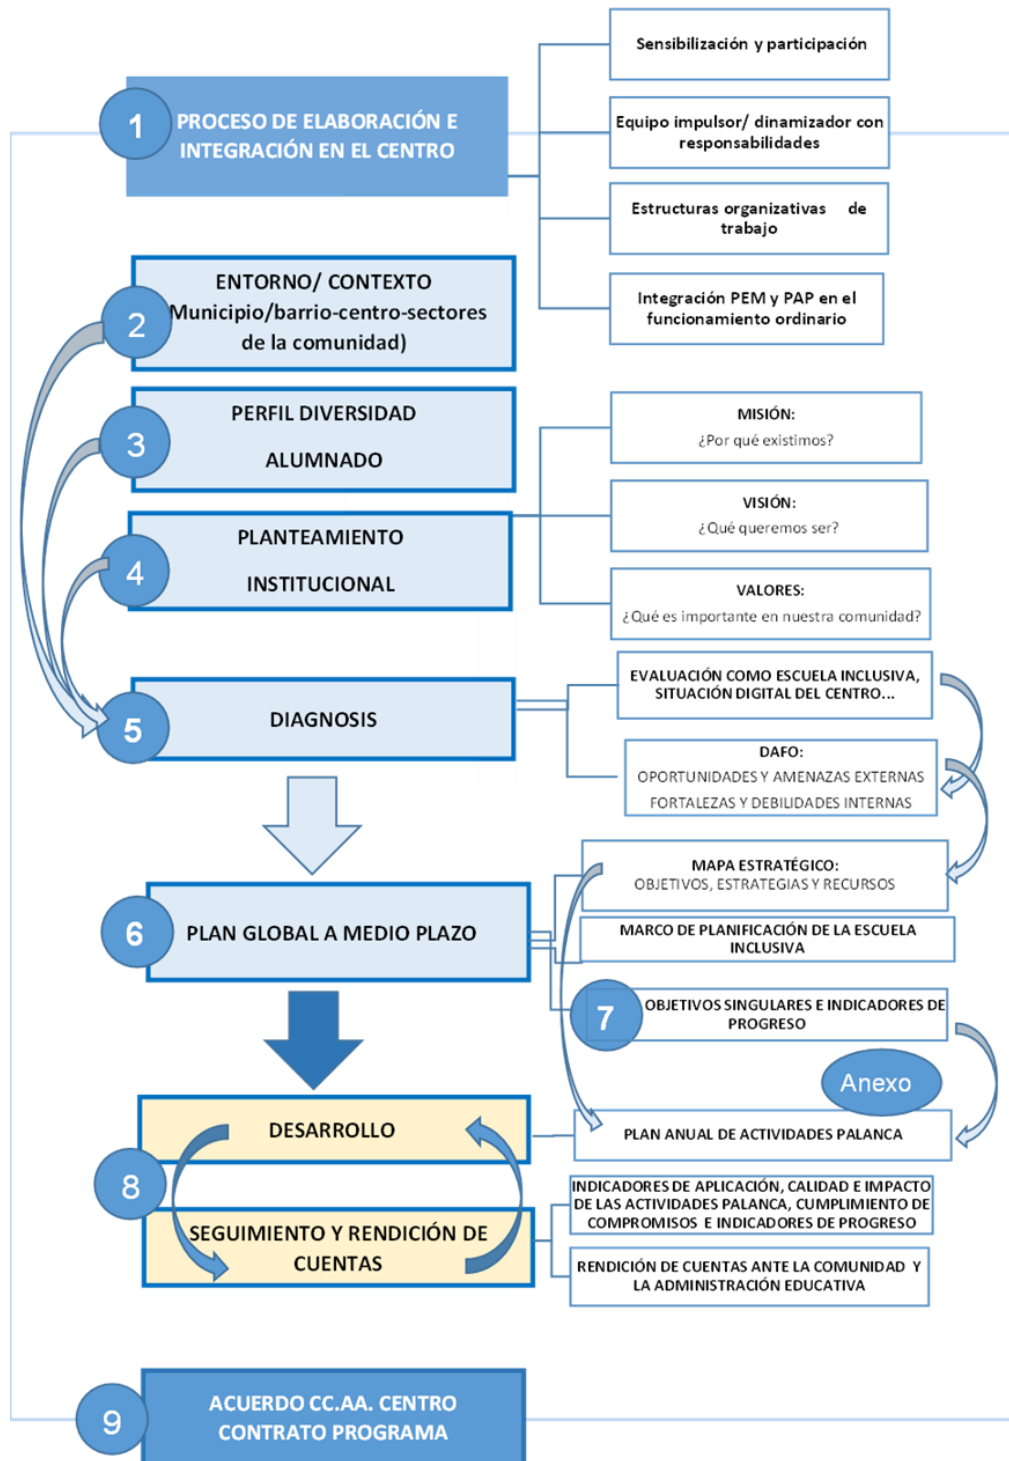 1
PROCESO DE ELABORACIÓN E
INTEGRACIÓN EN EL CENTRO
Sensibilización y participación
Equipo impulsor/ dinamizador con
responsabilidades
Estructuras organizativas de
trabajo
Integración PEM y PAP en el
funcionamiento ordinario
2
ENTORNO/ CONTEXTO
Municipio/barrio-centro-sectores
de la comunidad)
3
PERFIL DIVERSIDAD
ALUMNADO
4
PLANTEAMIENTO
INSTITUCIONAL
MISIÓN:
¿Por qué existimos?
VISIÓN:
¿Qué queremos ser?
VALORES:
¿Qué es importante en nuestra comunidad?
5
DIAGNOSIS
EVALUACIÓN COMO ESCUELA INCLUSIVA,
SITUACIÓN DIGITAL DEL CENTRO...
DAFO:
OPORTUNIDADES Y AMENAZAS EXTERNAS
FORTALEZAS Y DEBILIDADES INTERNAS
6
PLAN GLOBAL A MEDIO PLAZO
MAPA ESTRATÉGICO:
OBJETIVOS, ESTRATEGIAS Y RECURSOS
MARCO DE PLANIFICACIÓN DE LA ESCUELA
INCLUSIVA
7
OBJETIVOS SINGULARES E INDICADORES DE
PROGRESO
Anexo
8
DESARROLLO
PLAN ANUAL DE ACTIVIDADES PALANCA
SEGUIMIENTO Y RENDICIÓN DE
CUENTAS
INDICADORES DE APLICACIÓN, CALIDAD E IMPACTO
DE LAS ACTIVIDADES PALANCA, CUMPLIMIENTO DE
COMPROMISOS E INDICADORES DE PROGRESO
RENDICIÓN DE CUENTAS ANTE LA COMUNIDAD Y
LA ADMINISTRACIÓN EDUCATIVA
9
ACUERDO CC.AA. CENTRO
CONTRATO PROGRAMA